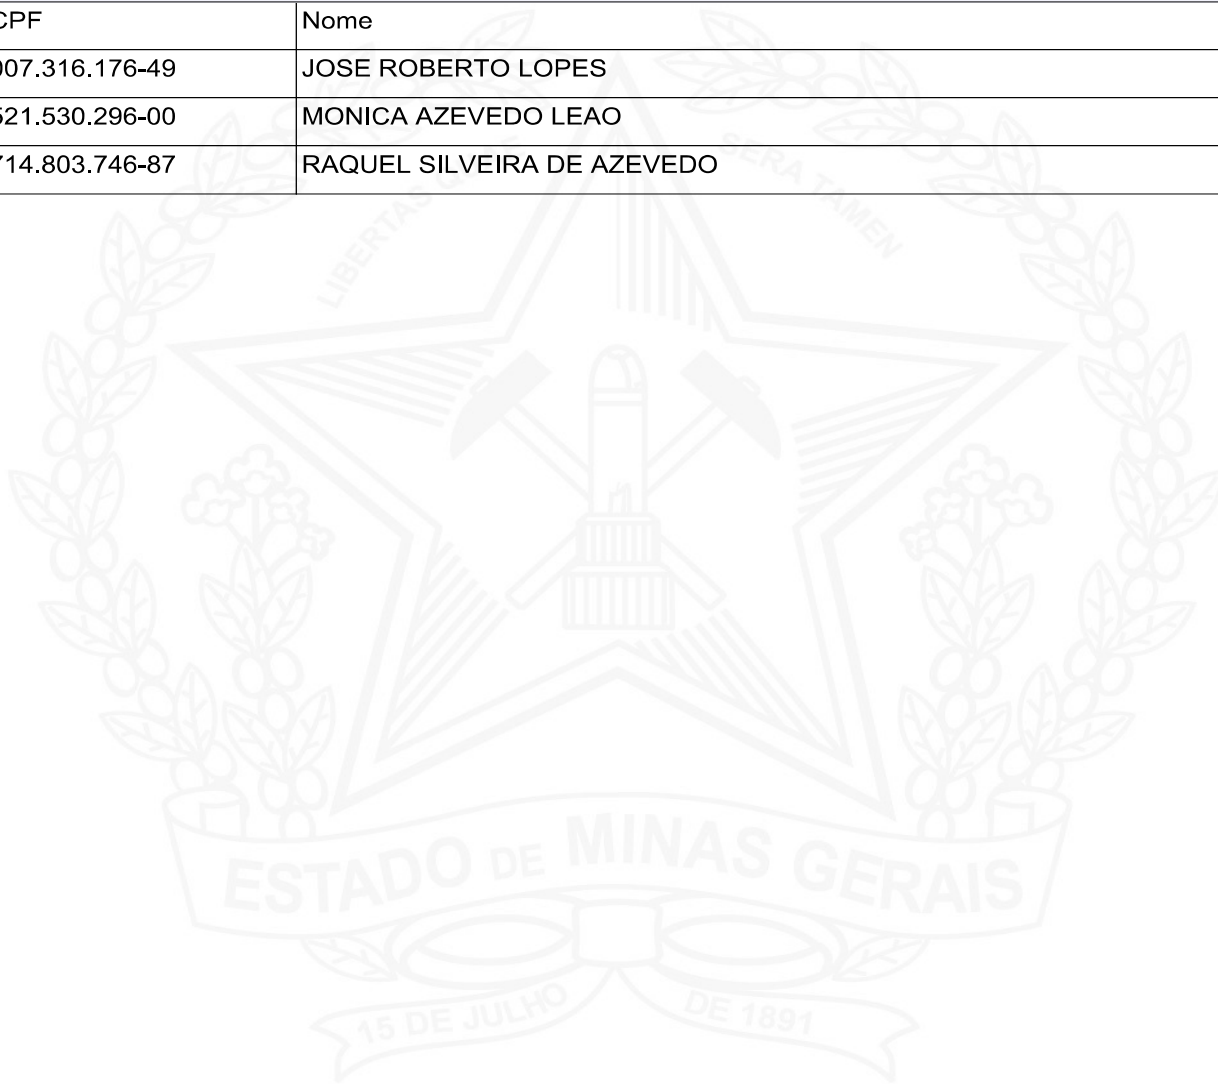 CPF Nome
007.316.176-49 JOSE ROBERTO LOPES
521.530.296-00 MONICA AZEVEDO LEAO
714.803.746-87 RAQUEL SILVEIRA DE AZEVEDO
LIBERTAS QUÆ SERA TAMEN
ESTADO DE MINAS GERAIS
15 DE JULHO DE 1891